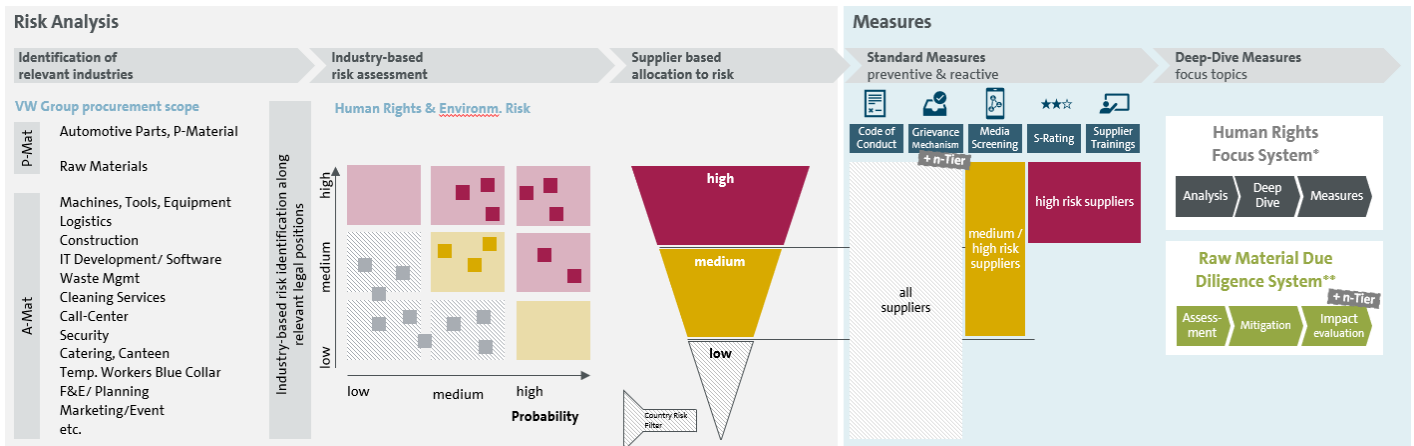 Risk Analysis
Measures
Identification of
relevant industries
Industry-based
risk assessment
Supplier based
allocation to risk
Standard Measures
preventive & reactive
Deep-Dive Measures
focus topics
VW Group procurement scope
P-Mat
Automotive Parts, P-Material
Raw Materials
A-Mat
Machines, Tools, Equipment
Logistics
Construction
IT Development/ Software
Waste Mgmt
Cleaning Services
Call-Center
Security
Catering, Canteen
Temp. Workers Blue Collar
F&E/ Planning
Marketing/Event
etc.
Industry-based risk identification along
relevant legal positions
Human Rights & Environm. Risk
high
medium
low
low
medium
high
Probability
high
medium
low
Country Risk
Filter
Code of
Conduct
Grievance
Mechanism
+ n-Tier
Media
Screening
S-Rating
Supplier
Trainings
all
suppliers
medium /
high risk
suppliers
high risk suppliers
Human Rights
Focus System*
Analysis
Deep
Dive
Measures
Raw Material Due
Diligence System**
+ n-Tier
Assess-
ment
Mitigation
Impact
evaluation